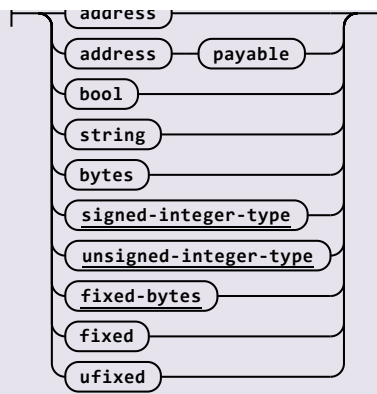 address
address payable
bool
string
bytes
signed-integer-type
unsigned-integer-type
fixed-bytes
fixed
ufixed